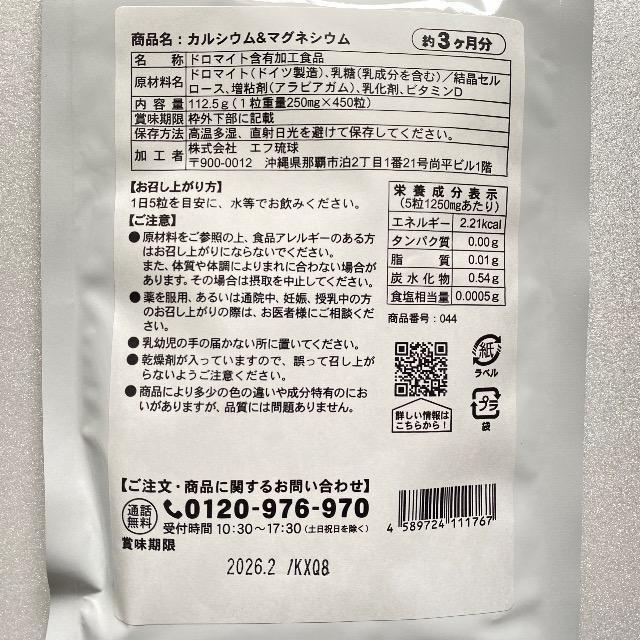 商品名：カルシウム&マグネシウム
約3ヶ月分
名　称 ドロマイト含有加工食品
原材料名 ドロマイト(ドイツ製造)、乳糖(乳成分を含む)／結晶セル
ロース、増粘剤(アラビアガム)、乳化剤、ビタミンD
内容量 112.5g(1粒重量250mg×450粒)
賞味期限 枠外下部に記載
保存方法 高温多湿、直射日光を避けて保存してください。
加工者 株式会社　エフ琉球
〒900-0012　沖縄県那覇市泊2丁目1番21号尚平ビル1階
【お召し上がり方】
1日5粒を目安に、水等でお飲みください。
【ご注意】
●原材料をご参照の上、食品アレルギーのある方
はお召し上がりにならないでください。
また、体質や体調によりまれに合わない場合が
あります。その場合は摂取を中止してください。
●薬を服用、あるいは通院中、妊娠、授乳中の方
のお召し上がりの際は、お医者様にご相談くださ
い。
●乳幼児の手の届かない所に置いてください。
●乾燥剤が入っていますので、誤って召し上が
らないようご注意ください。
●商品により多少の色の違いや成分特有のにお
いがありますが、品質には問題ありません。
栄養成分表示
(5粒1250mgあたり)
エネルギー 2.21kcal
タンパク質 0.00g
脂質 0.01g
炭水化物 0.54g
食塩相当量 0.0005g
商品番号：044
詳しい情報は
こちらから！
紙
ラベル
プラ
袋
【ご注文・商品に関するお問い合わせ】
通話
無料
0120-976-970
受付時間 10:30～17:30（土日祝日を除く）
賞味期限
4 589724 111767
2026.2 /KXQ8